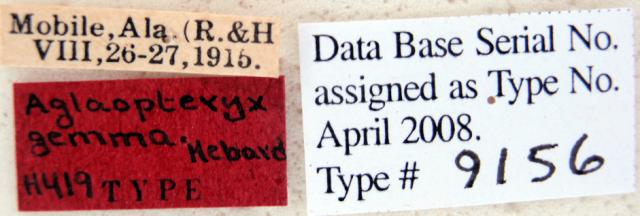 Mobile, Ala. (R.&H
VIII, 26-27, 1915.
Aglaopteryx
gemma. Hebard
H419 TYPE
Data Base Serial No.
assigned as Type No.
April 2008.
Type # 9156